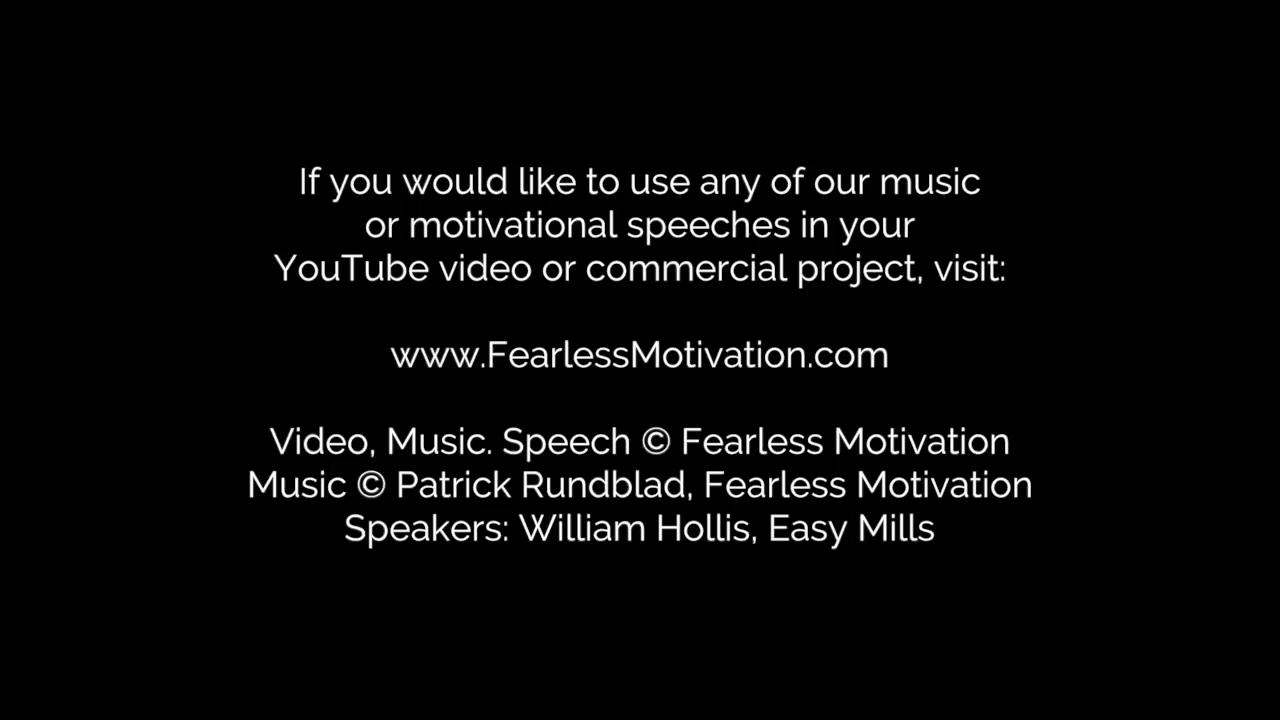 If you would like to use any of our music
or motivational speeches in your
YouTube video or commercial project, visit:
www.FearlessMotivation.com
Video, Music. Speech © Fearless Motivation
Music © Patrick Rundblad, Fearless Motivation
Speakers: William Hollis, Easy Mills